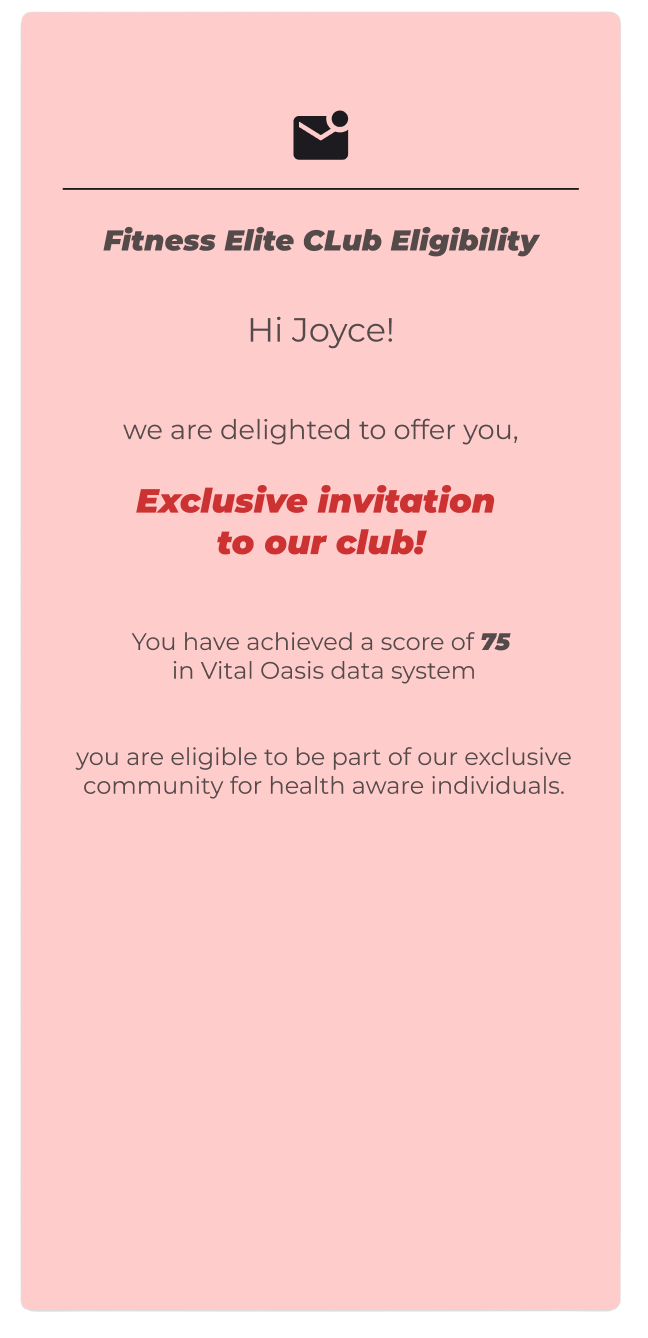 Fitness Elite CLub Eligibility
Hi Joyce!
we are delighted to offer you,
Exclusive invitation
to our club!
You have achieved a score of 75
in Vital Oasis data system
you are eligible to be part of our exclusive
community for health aware individuals.